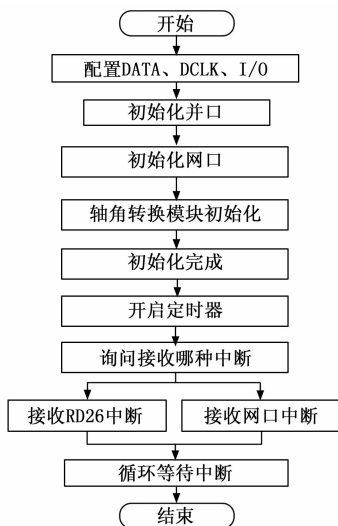 开始
配置DATA、DCLK、I/O
初始化并口
初始化网口
轴角转换模块初始化
初始化完成
开启定时器
询问接收哪种中断
接收RD26中断
接收网口中断
循环等待中断
结束